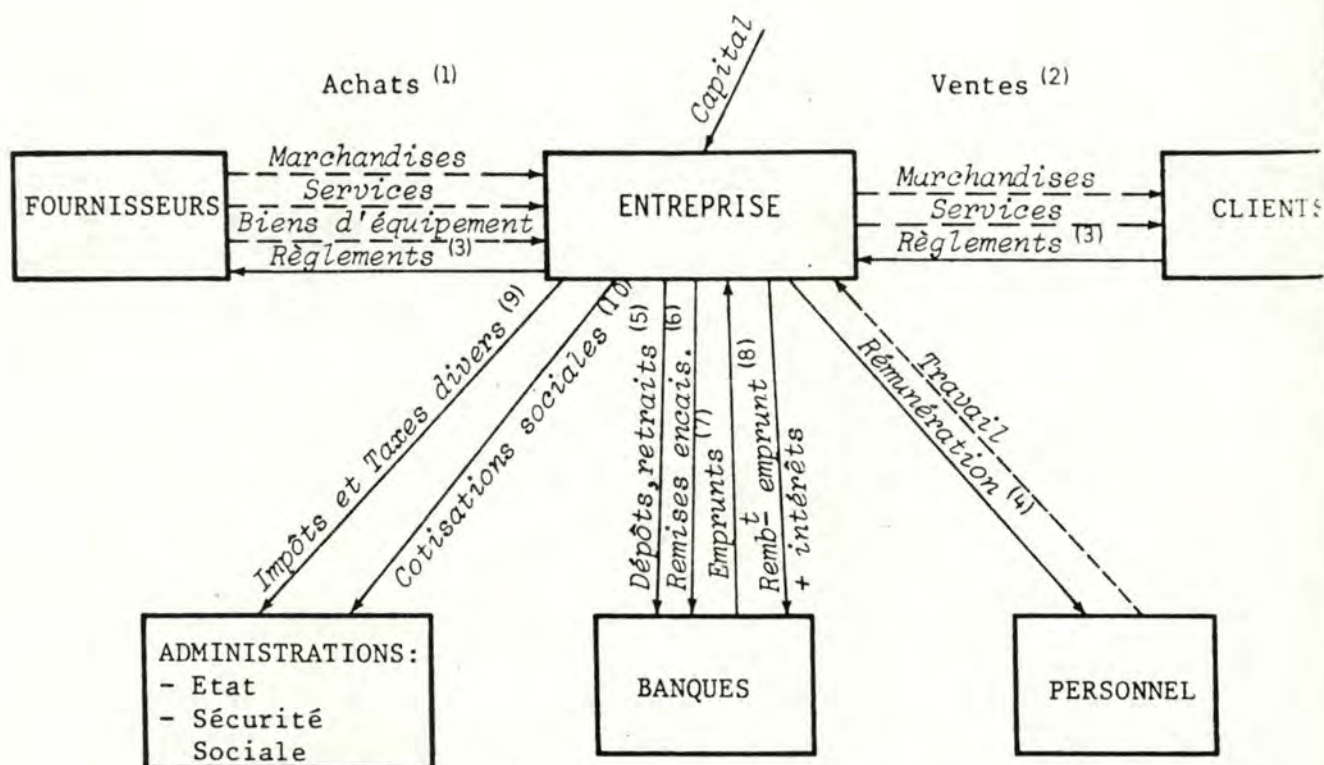 Capital
Achats (1)
Ventes (2)
FOURNISSEURS
Marchandises
Services
Biens d'équipement
Règlements (3)
ENTREPRISE
Marchandises
Services
Règlements (3)
CLIENTS
Impôts et Taxes divers (9)
Cotisations sociales (10)
Dépôts, retraits (5)
Remises encais. (6)
Emprunts (7)
Remb-t emprunt (8)
+ intérêts
Rémunération (4)
Travail
ADMINISTRATIONS:
- Etat
- Sécurité
Sociale
BANQUES
PERSONNEL